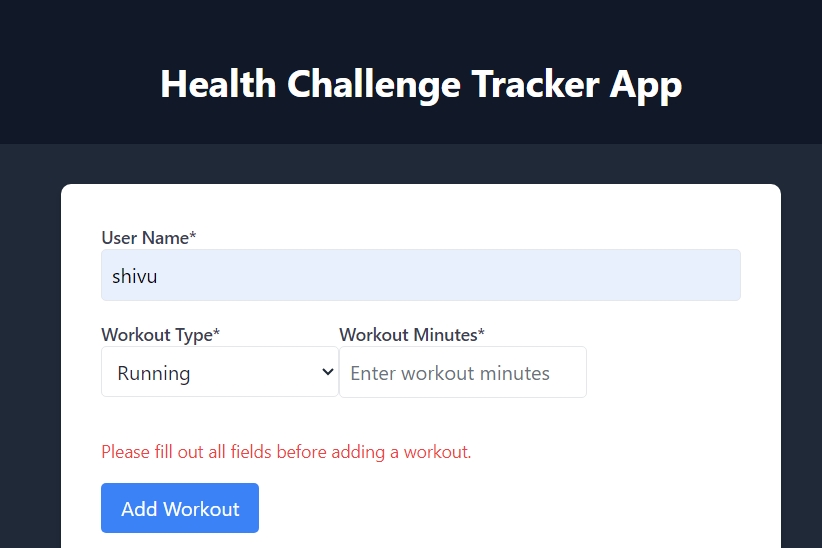 Health Challenge Tracker App
User Name*
shivu
Workout Type* Workout Minutes*
Running Enter workout minutes
Please fill out all fields before adding a workout.
Add Workout